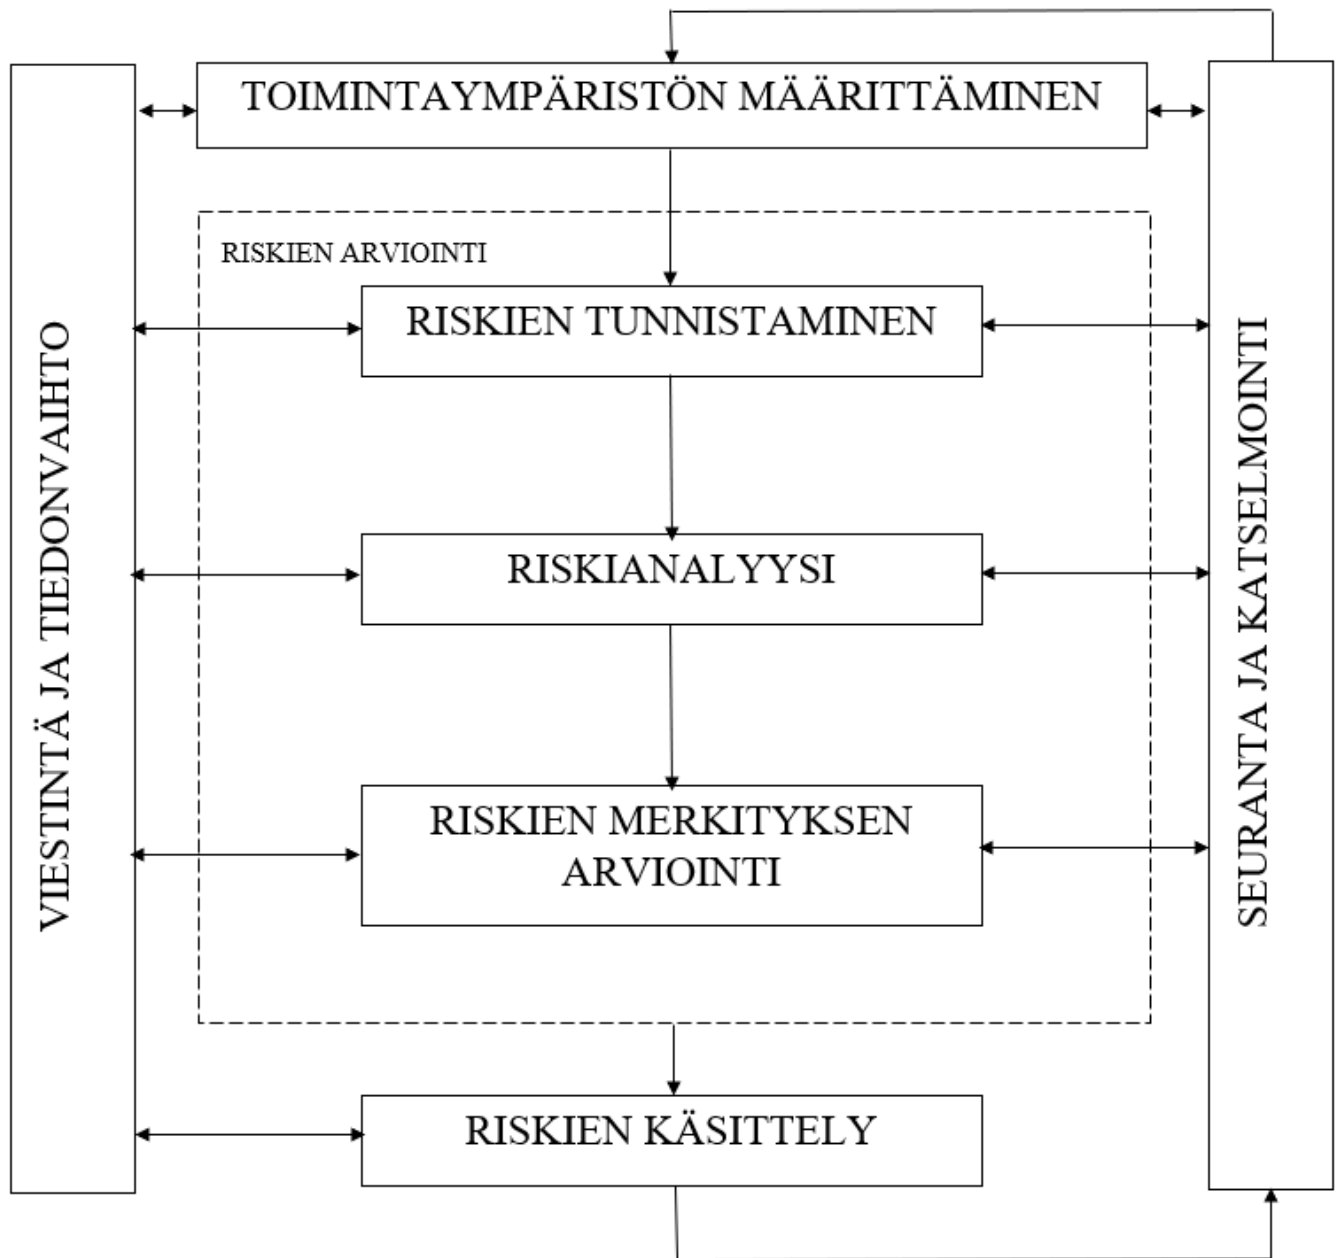 TOIMINTAYMPÄRISTÖN MÄÄRITTÄMINEN
RISKIEN ARVIOINTI
RISKIEN TUNNISTAMINEN
RISKIANALYYSI
RISKIEN MERKITYKSEN
ARVIOINTI
RISKIEN KÄSITTELY
VIESTINTÄ JA TIEDONVAIHTO
SEURANTA JA KATSELMOINTI